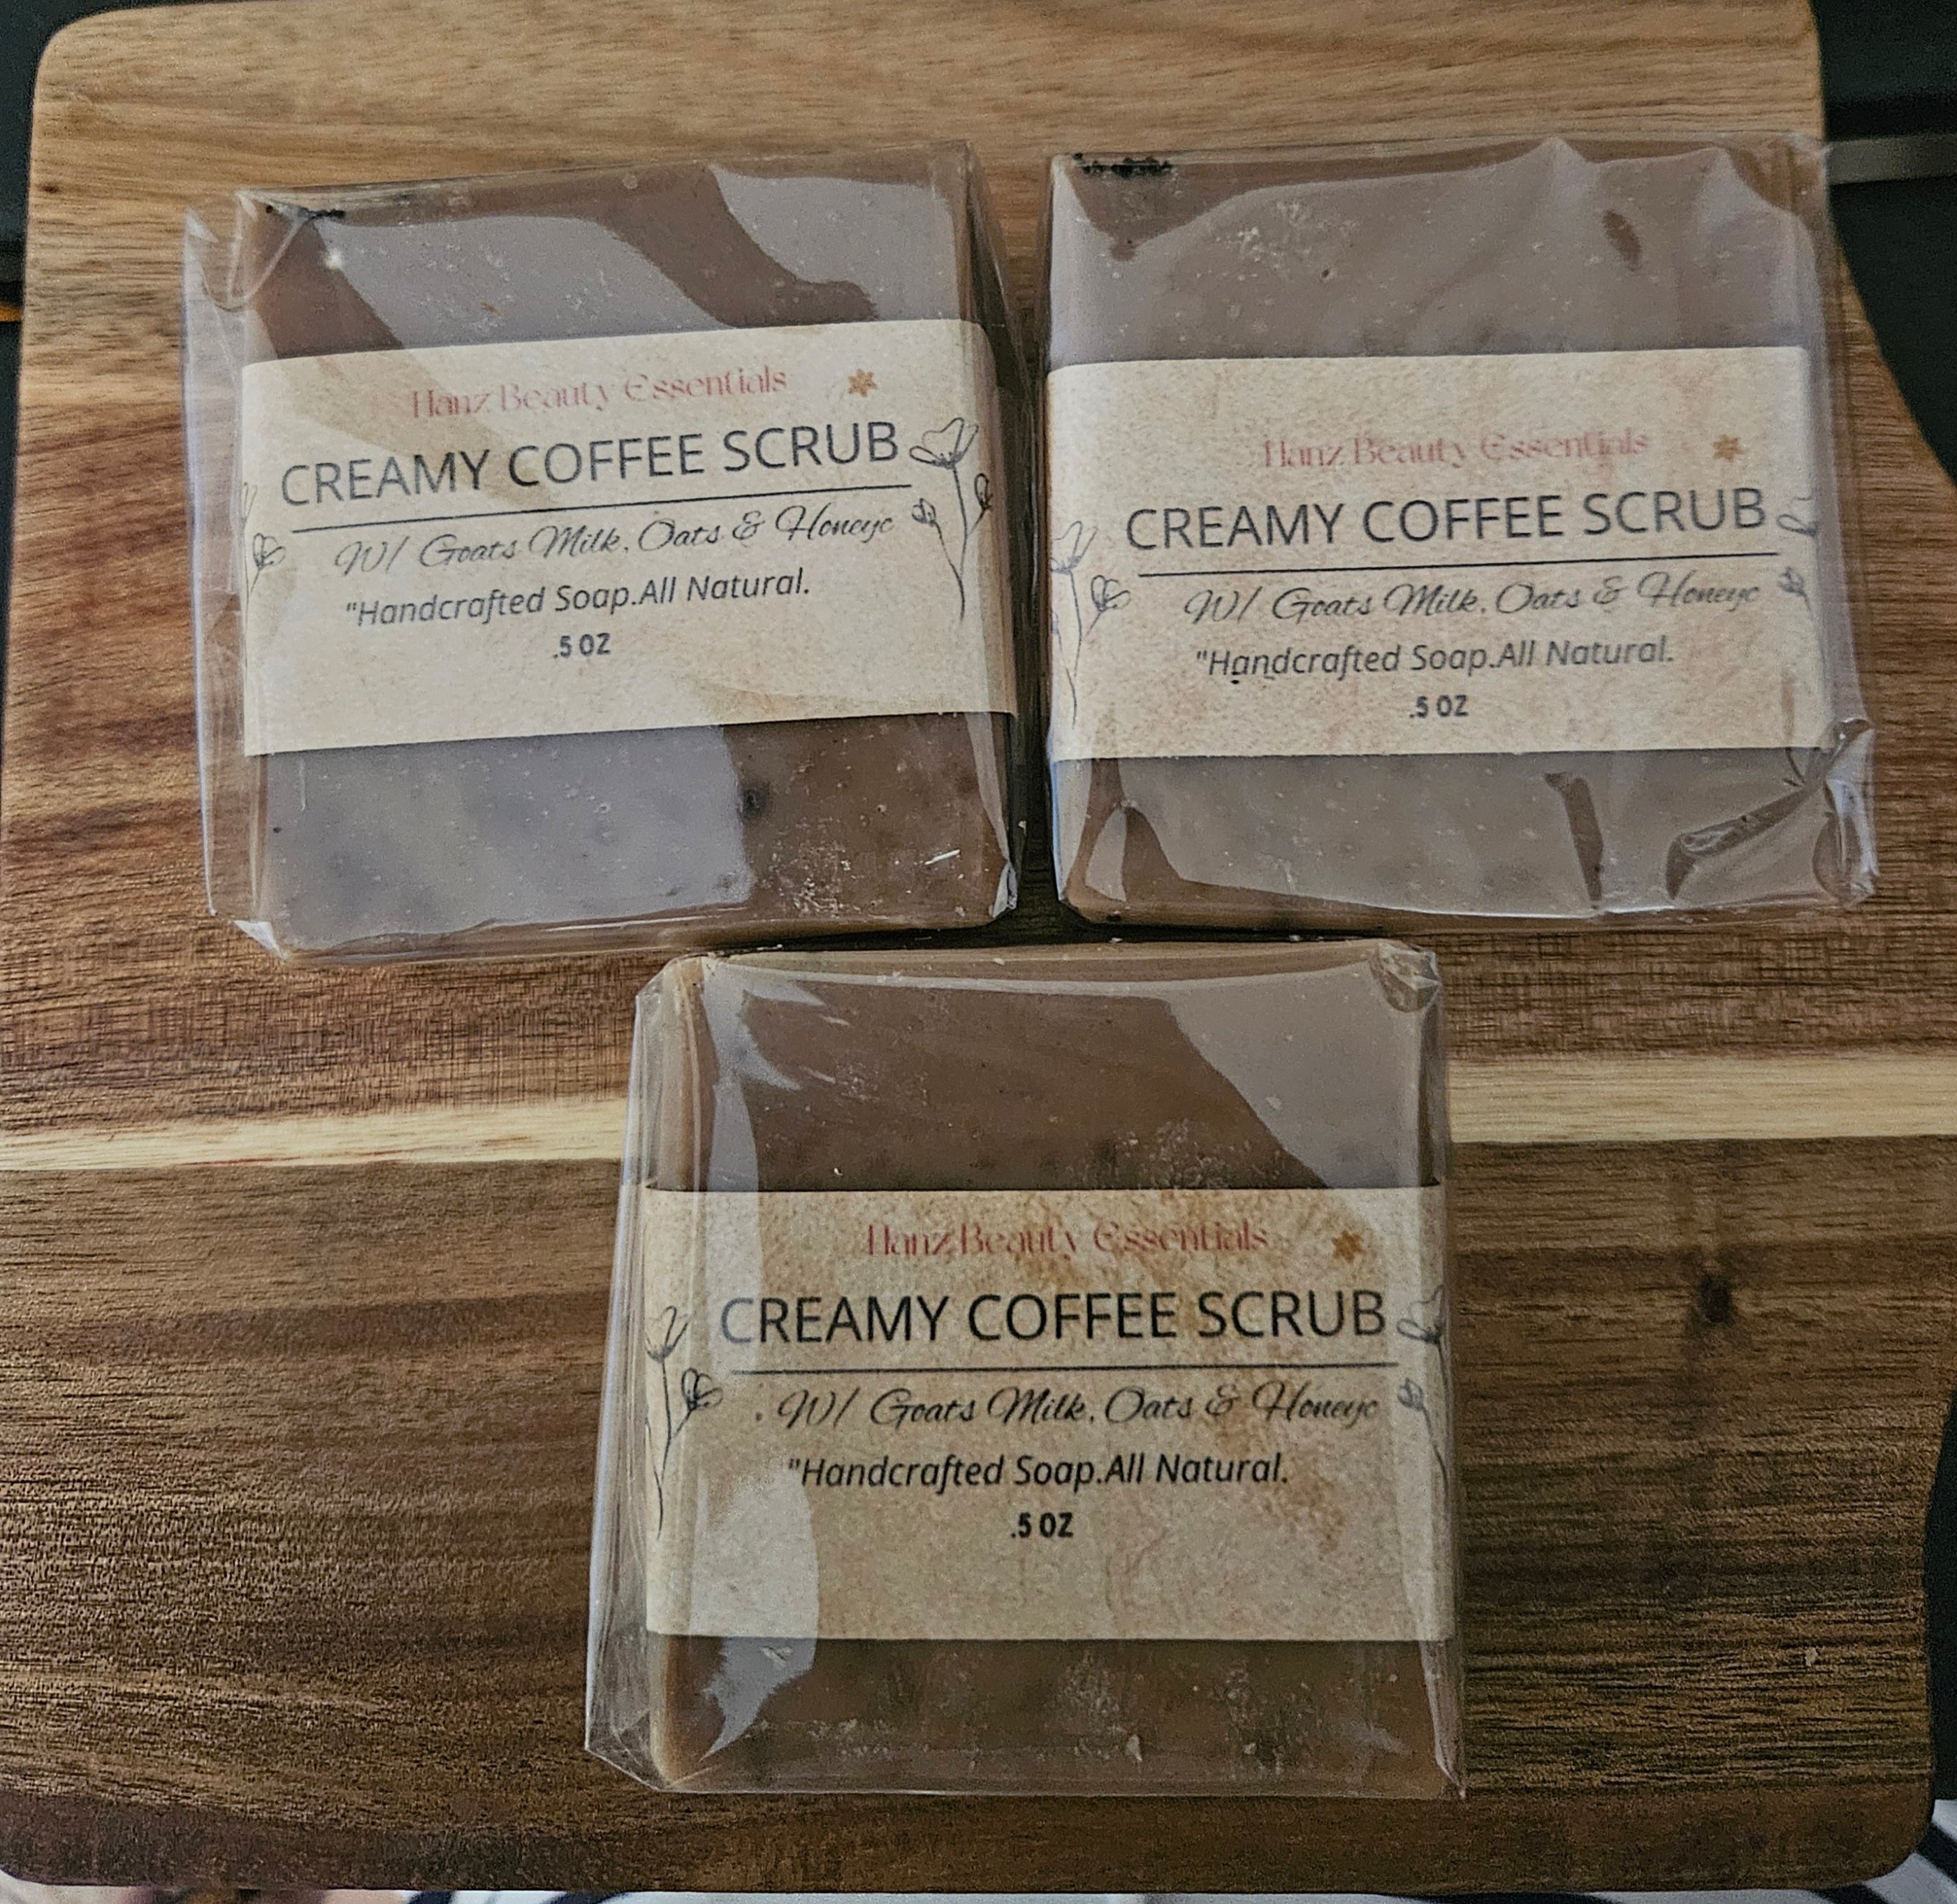 Hanz Beauty Essentials
CREAMY COFFEE SCRUB
W/ Goats Milk, Oats & Honeyc
"Handcrafted Soap.All Natural.
.5 OZ
Hanz Beauty Essentials
CREAMY COFFEE SCRUB
W/ Goats Milk, Oats & Honeyc
"Handcrafted Soap.All Natural.
.5 OZ
Hanz Beauty Essentials
CREAMY COFFEE SCRUB
W/ Goats Milk, Oats & Honeyc
"Handcrafted Soap.All Natural.
.5 OZ